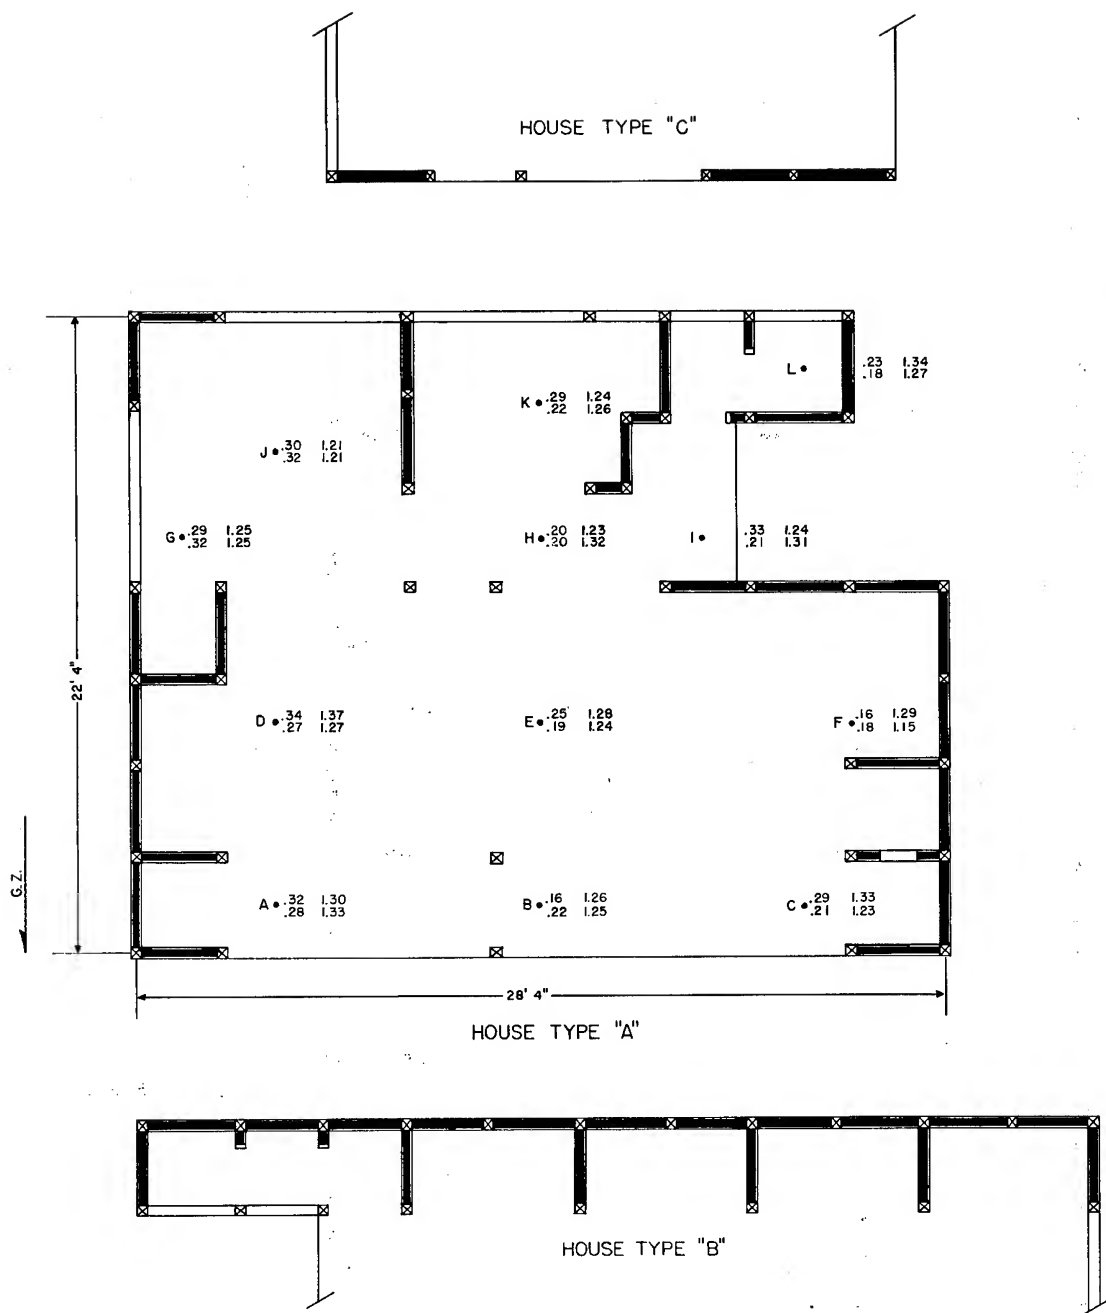 HOUSE TYPE "C"
L .23 1.34
.18 1.27
K .29 1.24
.22 1.26
J .30 1.21
.32 1.21
G .29 1.25
.32 1.25
H .20 1.23
.20 1.32
I .33 1.24
.21 1.31
22' 4"
D .34 1.37
.27 1.27
E .25 1.28
.19 1.24
F .16 1.29
.18 1.15
G.Z.
A .32 1.30
.28 1.33
B .16 1.26
.22 1.25
C .29 1.33
.21 1.23
28' 4"
HOUSE TYPE "A"
HOUSE TYPE "B"